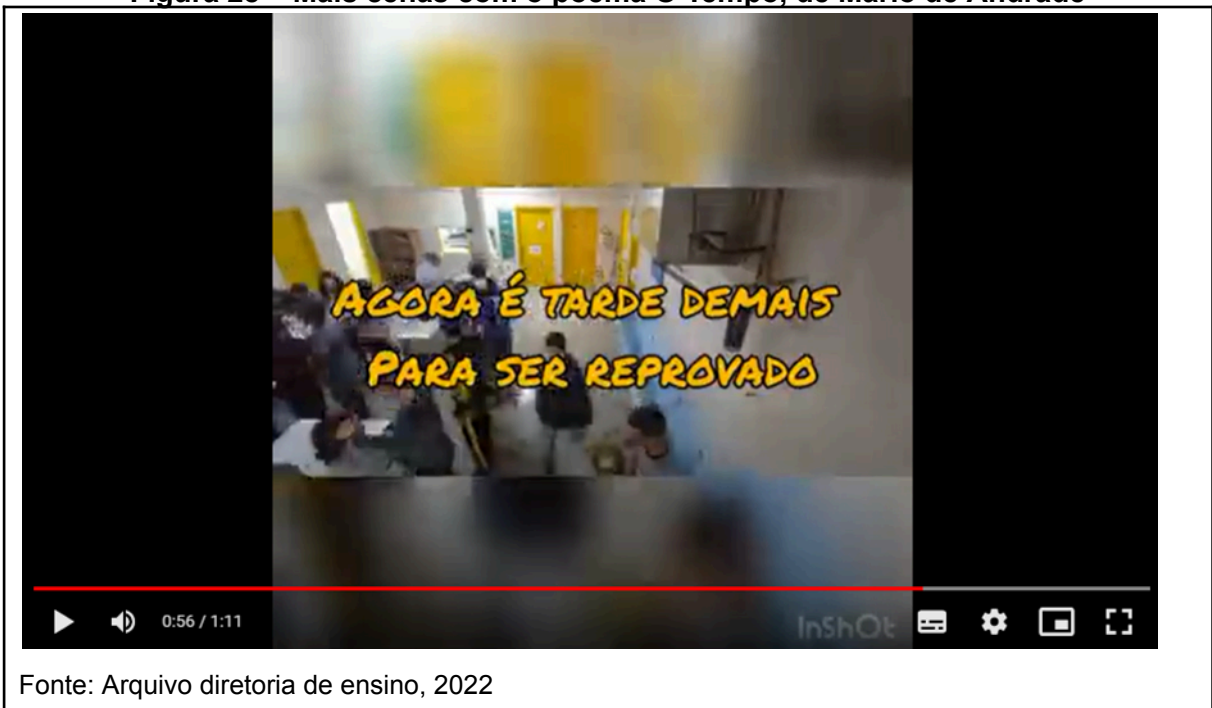 AGORA É TARDE DEMAIS
PARA SER REPROVADO
0:56 / 1:11
InShOt
Fonte: Arquivo diretoria de ensino, 2022